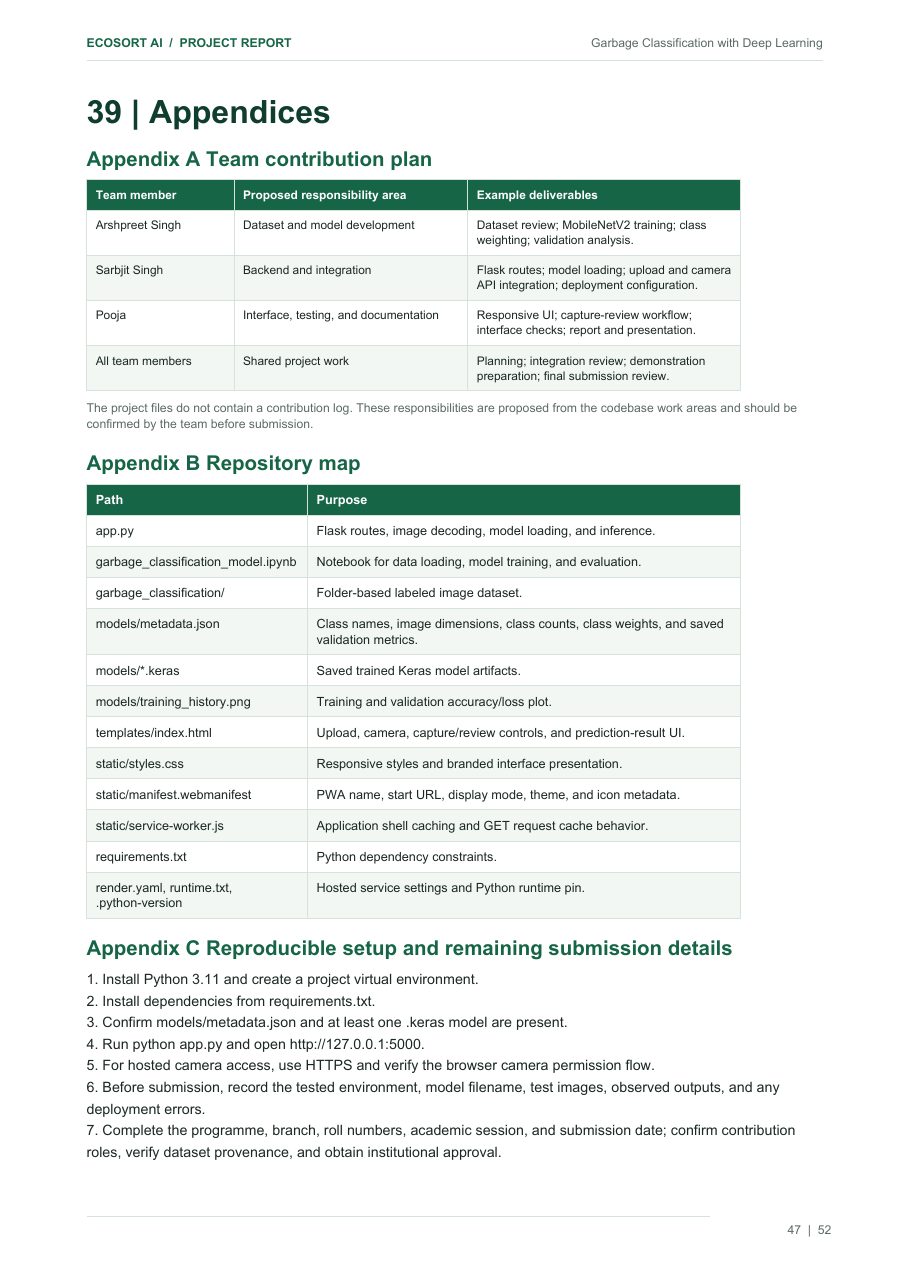 ECOSORT AI / PROJECT REPORT
Garbage Classification with Deep Learning
39 | Appendices
Appendix A Team contribution plan
Team member Proposed responsibility area Example deliverables
Arshpreet Singh Dataset and model development Dataset review; MobileNetV2 training; class
weighting; validation analysis.
Sarbjit Singh Backend and integration Flask routes; model loading; upload and camera
API integration; deployment configuration.
Pooja Interface, testing, and documentation Responsive UI; capture-review workflow;
interface checks; report and presentation.
All team members Shared project work Planning; integration review; demonstration
preparation; final submission review.
The project files do not contain a contribution log. These responsibilities are proposed from the codebase work areas and should be
confirmed by the team before submission.
Appendix B Repository map
Path Purpose
app.py Flask routes, image decoding, model loading, and inference.
garbage_classification_model.ipynb Notebook for data loading, model training, and evaluation.
garbage_classification/ Folder-based labeled image dataset.
models/metadata.json Class names, image dimensions, class counts, class weights, and saved
validation metrics.
models/*.keras Saved trained Keras model artifacts.
models/training_history.png Training and validation accuracy/loss plot.
templates/index.html Upload, camera, capture/review controls, and prediction-result UI.
static/styles.css Responsive styles and branded interface presentation.
static/manifest.webmanifest PWA name, start URL, display mode, theme, and icon metadata.
static/service-worker.js Application shell caching and GET request cache behavior.
requirements.txt Python dependency constraints.
render.yaml, runtime.txt, Hosted service settings and Python runtime pin.
.python-version
Appendix C Reproducible setup and remaining submission details
1. Install Python 3.11 and create a project virtual environment.
2. Install dependencies from requirements.txt.
3. Confirm models/metadata.json and at least one .keras model are present.
4. Run python app.py and open http://127.0.0.1:5000.
5. For hosted camera access, use HTTPS and verify the browser camera permission flow.
6. Before submission, record the tested environment, model filename, test images, observed outputs, and any
deployment errors.
7. Complete the programme, branch, roll numbers, academic session, and submission date; confirm contribution
roles, verify dataset provenance, and obtain institutional approval.
47 | 52